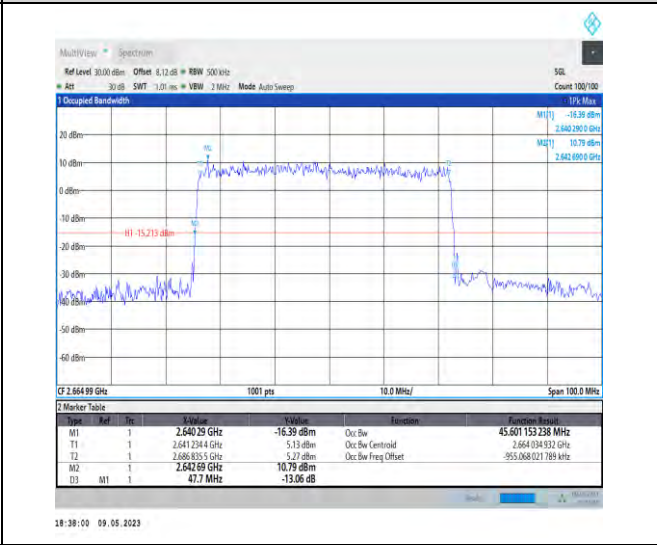 MultiView Spectrum
Ref Level 30.00 dBm Offset 8.12 dB RBW 500 kHz SGL
Att 30 dB SWT 1.01 ms VBW 2 MHz Mode Auto Sweep Count 100/100
1 Occupied Bandwidth 1Pk Max
M1[1] -16.39 dBm
2.640 290 0 GHz
M2[1] 10.79 dBm
2.642 690 0 GHz
20 dBm
M2
T1 T2
10 dBm
0 dBm
-10 dBm
H1 -15.213 dBm
-20 dBm
-30 dBm
-40 dBm
-50 dBm
-60 dBm
CF 2.664 99 GHz 1001 pts 10.0 MHz/ Span 100.0 MHz
2 Marker Table
Type Ref Trc X-Value Y-Value Function Function Result
M1 1 2.640 29 GHz -16.39 dBm Occ Bw 45.601 153 238 MHz
T1 1 2.641 234 4 GHz 5.13 dBm Occ Bw Centroid 2.664 034 932 GHz
T2 1 2.686 835 5 GHz 5.27 dBm Occ Bw Freq Offset -955.068 021 789 kHz
M2 1 2.642 69 GHz 10.79 dBm
D3 M1 1 47.7 MHz -13.06 dB
18:38:00 09.05.2023